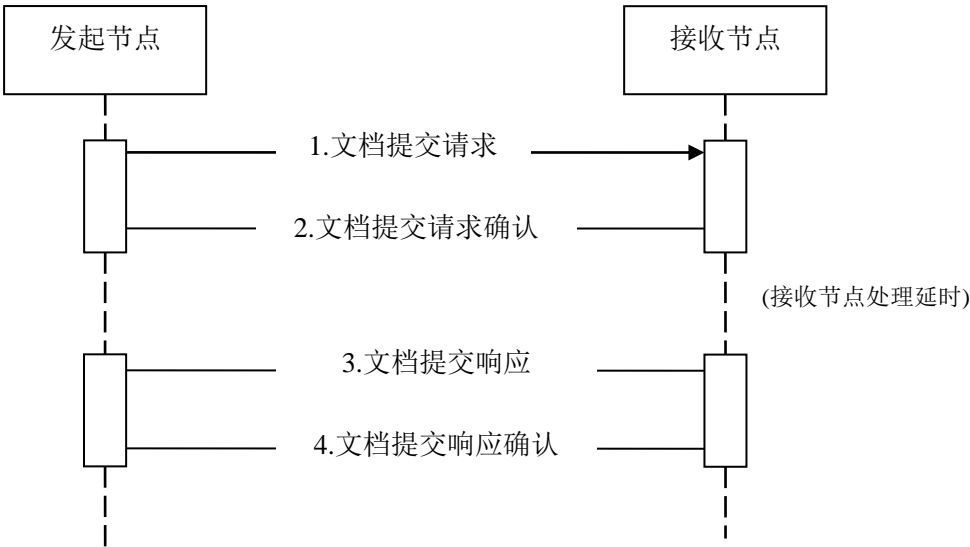 发起节点
接收节点
1.文档提交请求
2.文档提交请求确认
(接收节点处理延时)
3.文档提交响应
4.文档提交响应确认